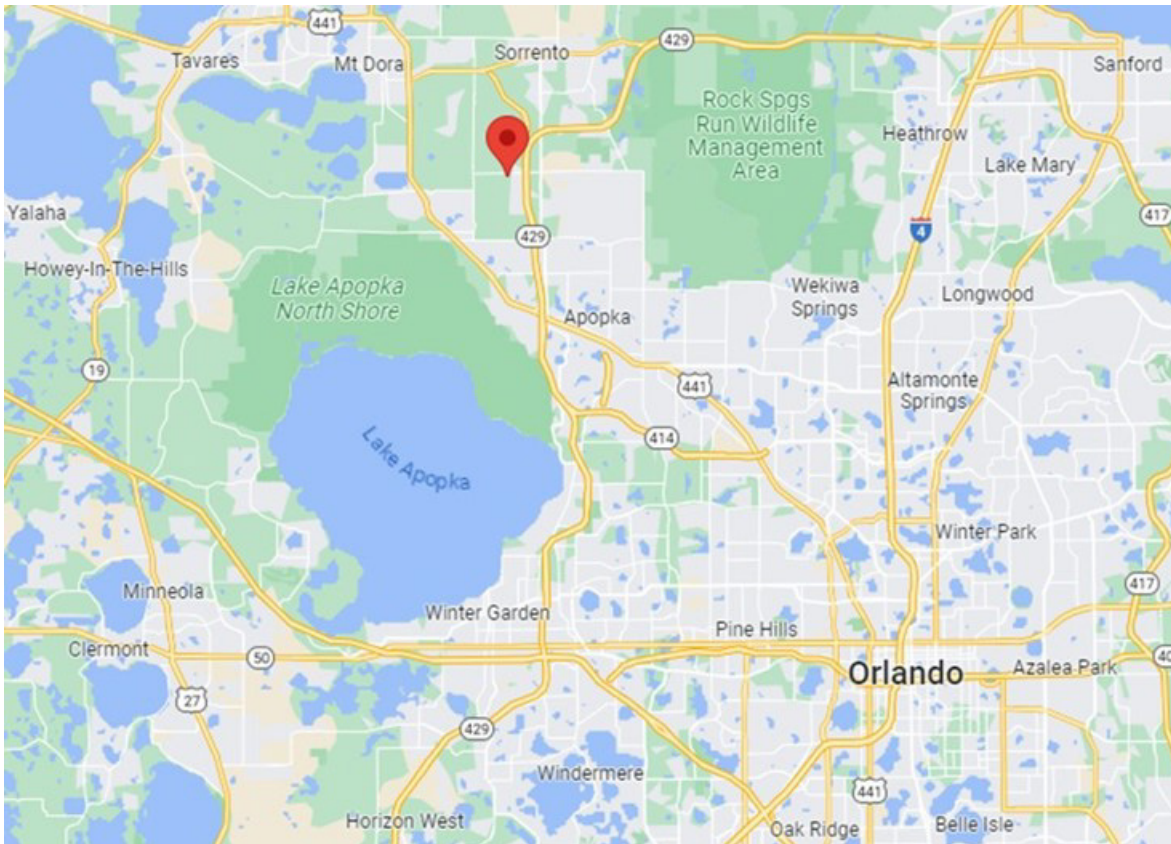 441
Tavares
Mt Dora
Sorrento
429
Sanford
Rock Spgs
Run Wildlife
Management
Area
Heathrow
Lake Mary
Yalaha
417
4
429
Howey-In-The-Hills
Lake Apopka
North Shore
Wekiwa
Springs
Longwood
Apopka
19
441
Altamonte
Springs
414
Lake Apopka
Winter Park
Minneola
417
Winter Garden
Pine Hills
Clermont
50
40
Orlando
Azalea Park
27
429
Windermere
441
Horizon West
Oak Ridge
Belle Isle